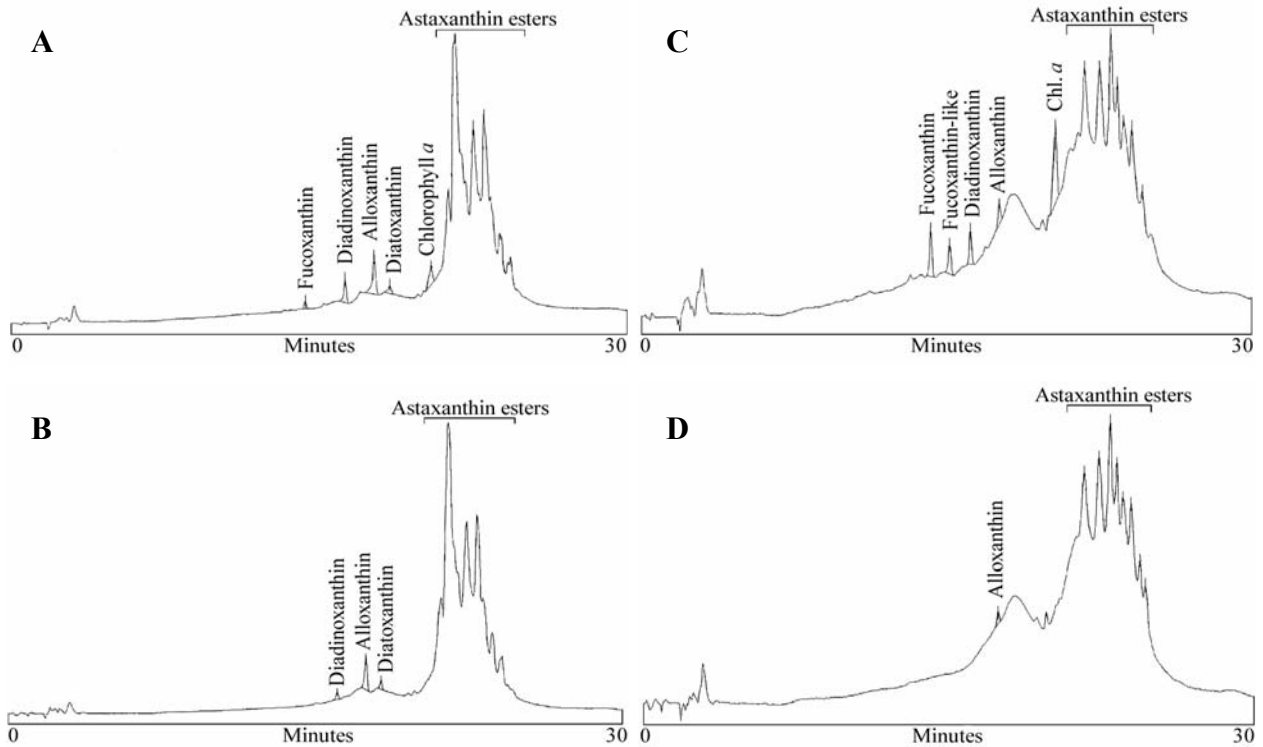 A
Astaxanthin esters
Fucoxanthin
Diadinoxanthin
Alloxanthin
Diatoxanthin
Chlorophyll a
0
Minutes
30
C
Astaxanthin esters
Fucoxanthin
Fucoxanthin-like
Diadinoxanthin
Alloxanthin
Chl. a
0
Minutes
30
B
Astaxanthin esters
Diadinoxanthin
Alloxanthin
Diatoxanthin
0
Minutes
30
D
Astaxanthin esters
Alloxanthin
0
Minutes
30